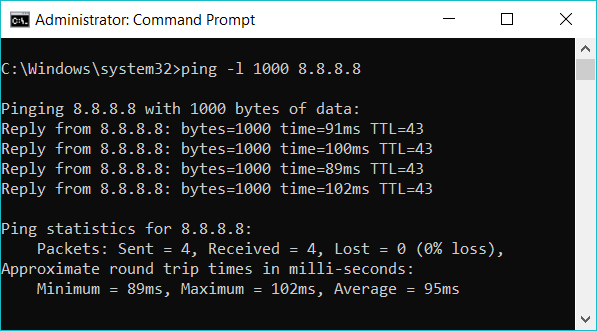 Administrator: Command Prompt
C:\Windows\system32>ping -l 1000 8.8.8.8
Pinging 8.8.8.8 with 1000 bytes of data:
Reply from 8.8.8.8: bytes=1000 time=91ms TTL=43
Reply from 8.8.8.8: bytes=1000 time=100ms TTL=43
Reply from 8.8.8.8: bytes=1000 time=89ms TTL=43
Reply from 8.8.8.8: bytes=1000 time=102ms TTL=43
Ping statistics for 8.8.8.8:
    Packets: Sent = 4, Received = 4, Lost = 0 (0% loss),
Approximate round trip times in milli-seconds:
    Minimum = 89ms, Maximum = 102ms, Average = 95ms